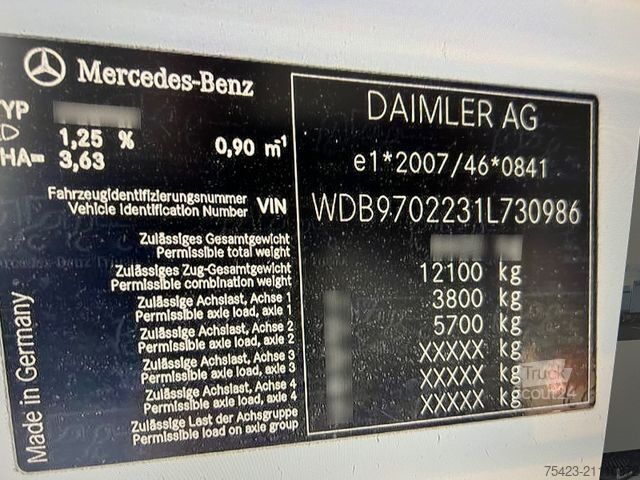 Mercedes-Benz
DAIMLER AG
TYP
1,25 % 0,90 m⁻¹
HA= 3,63
e1*2007/46*0841
Fahrzeugidentifizierungsnummer
Vehicle Identification Number VIN WDB9702231L730986
Zulässiges Gesamtgewicht
Permissible total weight
Zulässiges Zug-Gesamtgewicht
Permissible combination weight 12100 kg
Zulässige Achslast, Achse 1
Permissible axle load, axle 1 3800 kg
Zulässige Achslast, Achse 2
Permissible axle load, axle 2 5700 kg
Zulässige Achslast, Achse 3
Permissible axle load, axle 3 XXXXX kg
Zulässige Achslast, Achse 4
Permissible axle load, axle 4 XXXXX kg
Zulässige Last der Achsgruppe
Permissible load on axle group XXXXX kg
Made in Germany
Truck
Scout24